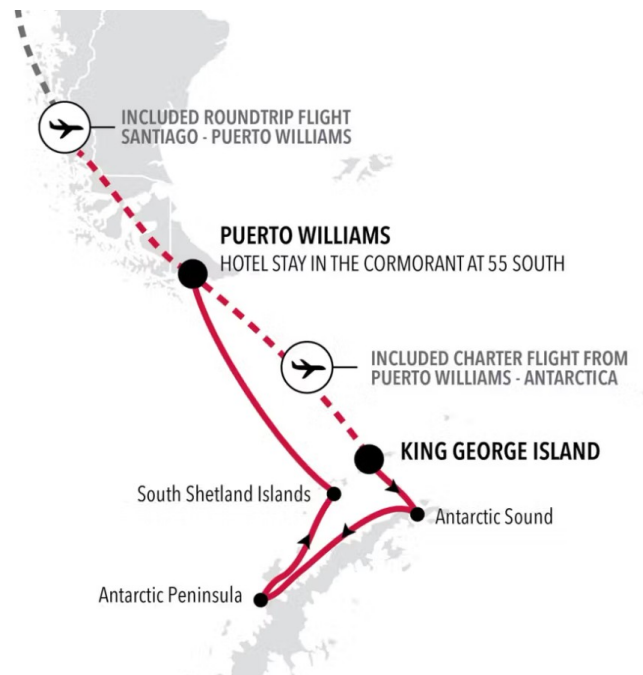 INCLUDED ROUNDTRIP FLIGHT
SANTIAGO - PUERTO WILLIAMS
PUERTO WILLIAMS
HOTEL STAY IN THE CORMORANT AT 55 SOUTH
INCLUDED CHARTER FLIGHT FROM
PUERTO WILLIAMS - ANTARCTICA
KING GEORGE ISLAND
South Shetland Islands
Antarctic Sound
Antarctic Peninsula